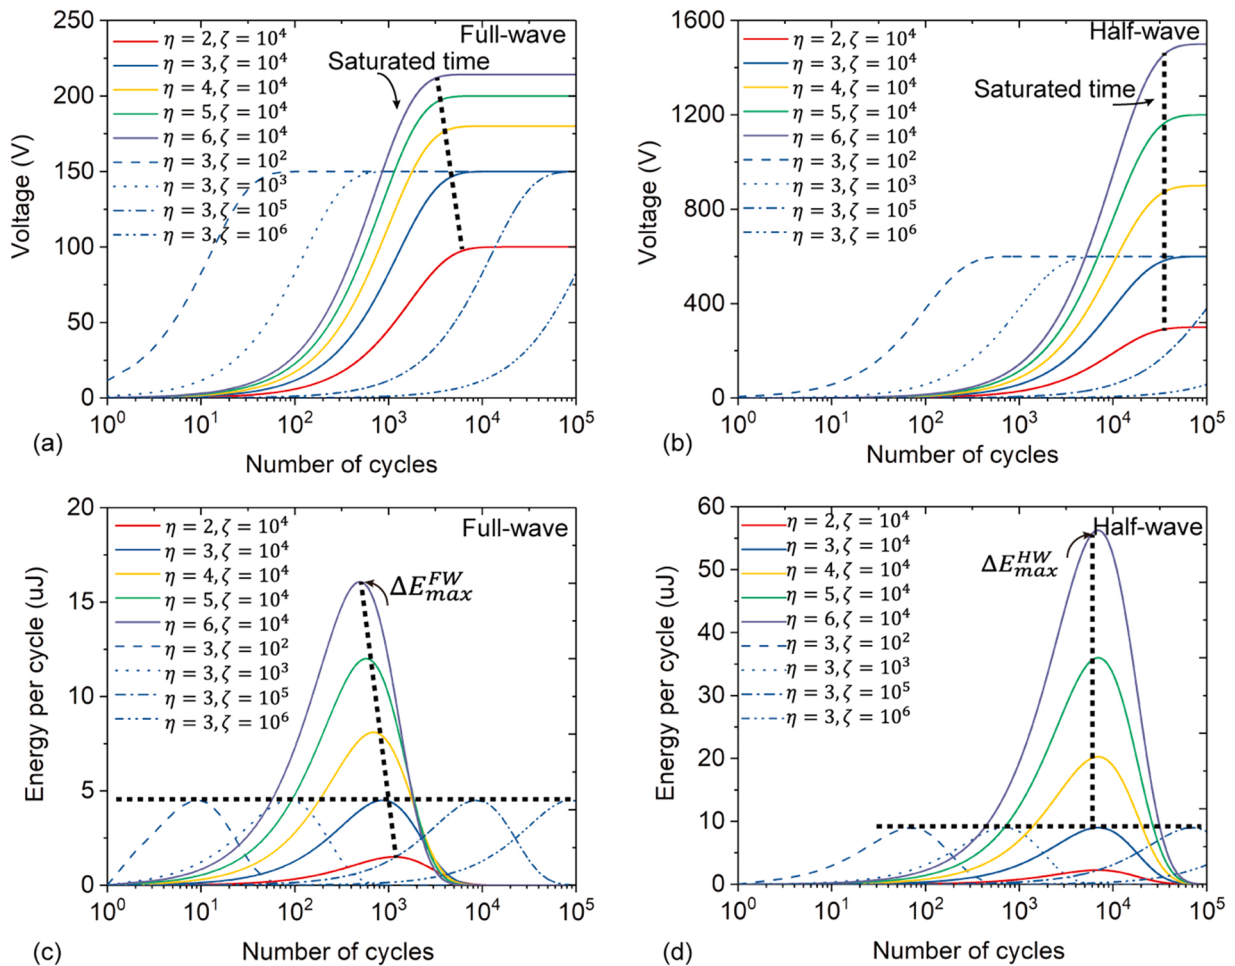 250
200
150
100
50
0
Voltage (V)
Full-wave
η = 2, ζ = 10⁴
η = 3, ζ = 10⁴
η = 4, ζ = 10⁴
η = 5, ζ = 10⁴
η = 6, ζ = 10⁴
η = 3, ζ = 10²
η = 3, ζ = 10³
η = 3, ζ = 10⁵
η = 3, ζ = 10⁶
Saturated time
10⁰ 10¹ 10² 10³ 10⁴ 10⁵
Number of cycles
(a)
1600
1200
800
400
0
Voltage (V)
Half-wave
η = 2, ζ = 10⁴
η = 3, ζ = 10⁴
η = 4, ζ = 10⁴
η = 5, ζ = 10⁴
η = 6, ζ = 10⁴
η = 3, ζ = 10²
η = 3, ζ = 10³
η = 3, ζ = 10⁵
η = 3, ζ = 10⁶
Saturated time
10⁰ 10¹ 10² 10³ 10⁴ 10⁵
Number of cycles
(b)
20
15
10
5
0
Energy per cycle (uJ)
Full-wave
η = 2, ζ = 10⁴
η = 3, ζ = 10⁴
η = 4, ζ = 10⁴
η = 5, ζ = 10⁴
η = 6, ζ = 10⁴
η = 3, ζ = 10²
η = 3, ζ = 10³
η = 3, ζ = 10⁵
η = 3, ζ = 10⁶
ΔE^{FW}_{max}
10⁰ 10¹ 10² 10³ 10⁴ 10⁵
Number of cycles
(c)
60
50
40
30
20
10
0
Energy per cycle (uJ)
Half-wave
η = 2, ζ = 10⁴
η = 3, ζ = 10⁴
η = 4, ζ = 10⁴
η = 5, ζ = 10⁴
η = 6, ζ = 10⁴
η = 3, ζ = 10²
η = 3, ζ = 10³
η = 3, ζ = 10⁵
η = 3, ζ = 10⁶
ΔE^{HW}_{max}
10⁰ 10¹ 10² 10³ 10⁴ 10⁵
Number of cycles
(d)